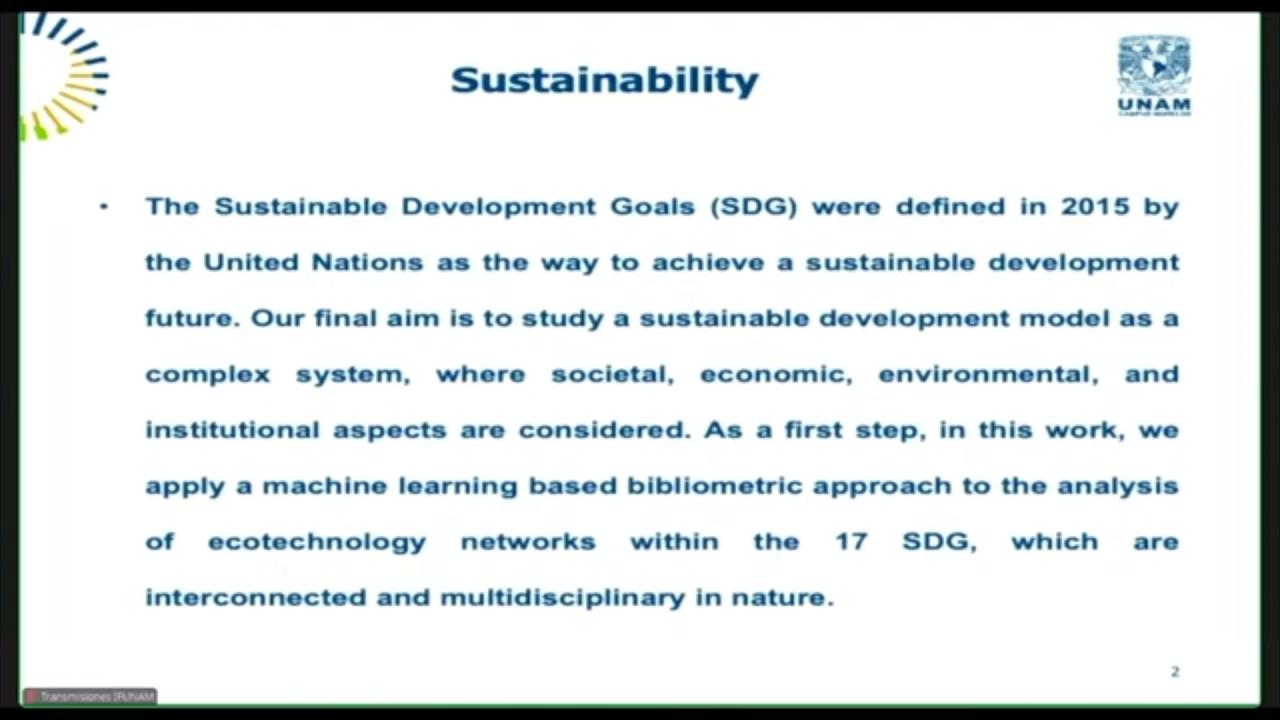 Sustainability
UNAM
• The Sustainable Development Goals (SDG) were defined in 2015 by
the United Nations as the way to achieve a sustainable development
future. Our final aim is to study a sustainable development model as a
complex system, where societal, economic, environmental, and
institutional aspects are considered. As a first step, in this work, we
apply a machine learning based bibliometric approach to the analysis
of ecotechnology networks within the 17 SDG, which are
interconnected and multidisciplinary in nature.
2
Transmisiones